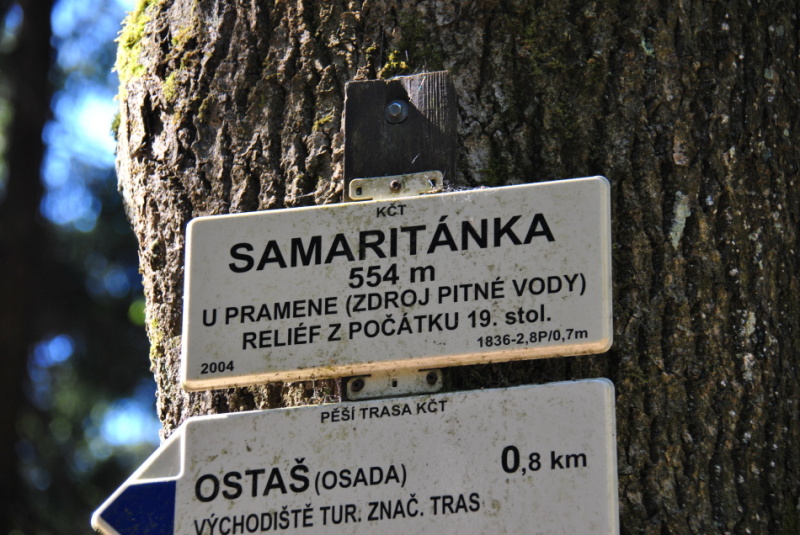 KČT
SAMARITÁNKA
554 m
U PRAMENE (ZDROJ PITNÉ VODY)
RELIÉF Z POČÁTKU 19. stol.
2004 1836-2,8P/0,7m
PĚŠÍ TRASA KČT
OSTAŠ (OSADA) 0,8 km
VÝCHODIŠTĚ TUR. ZNAČ. TRAS